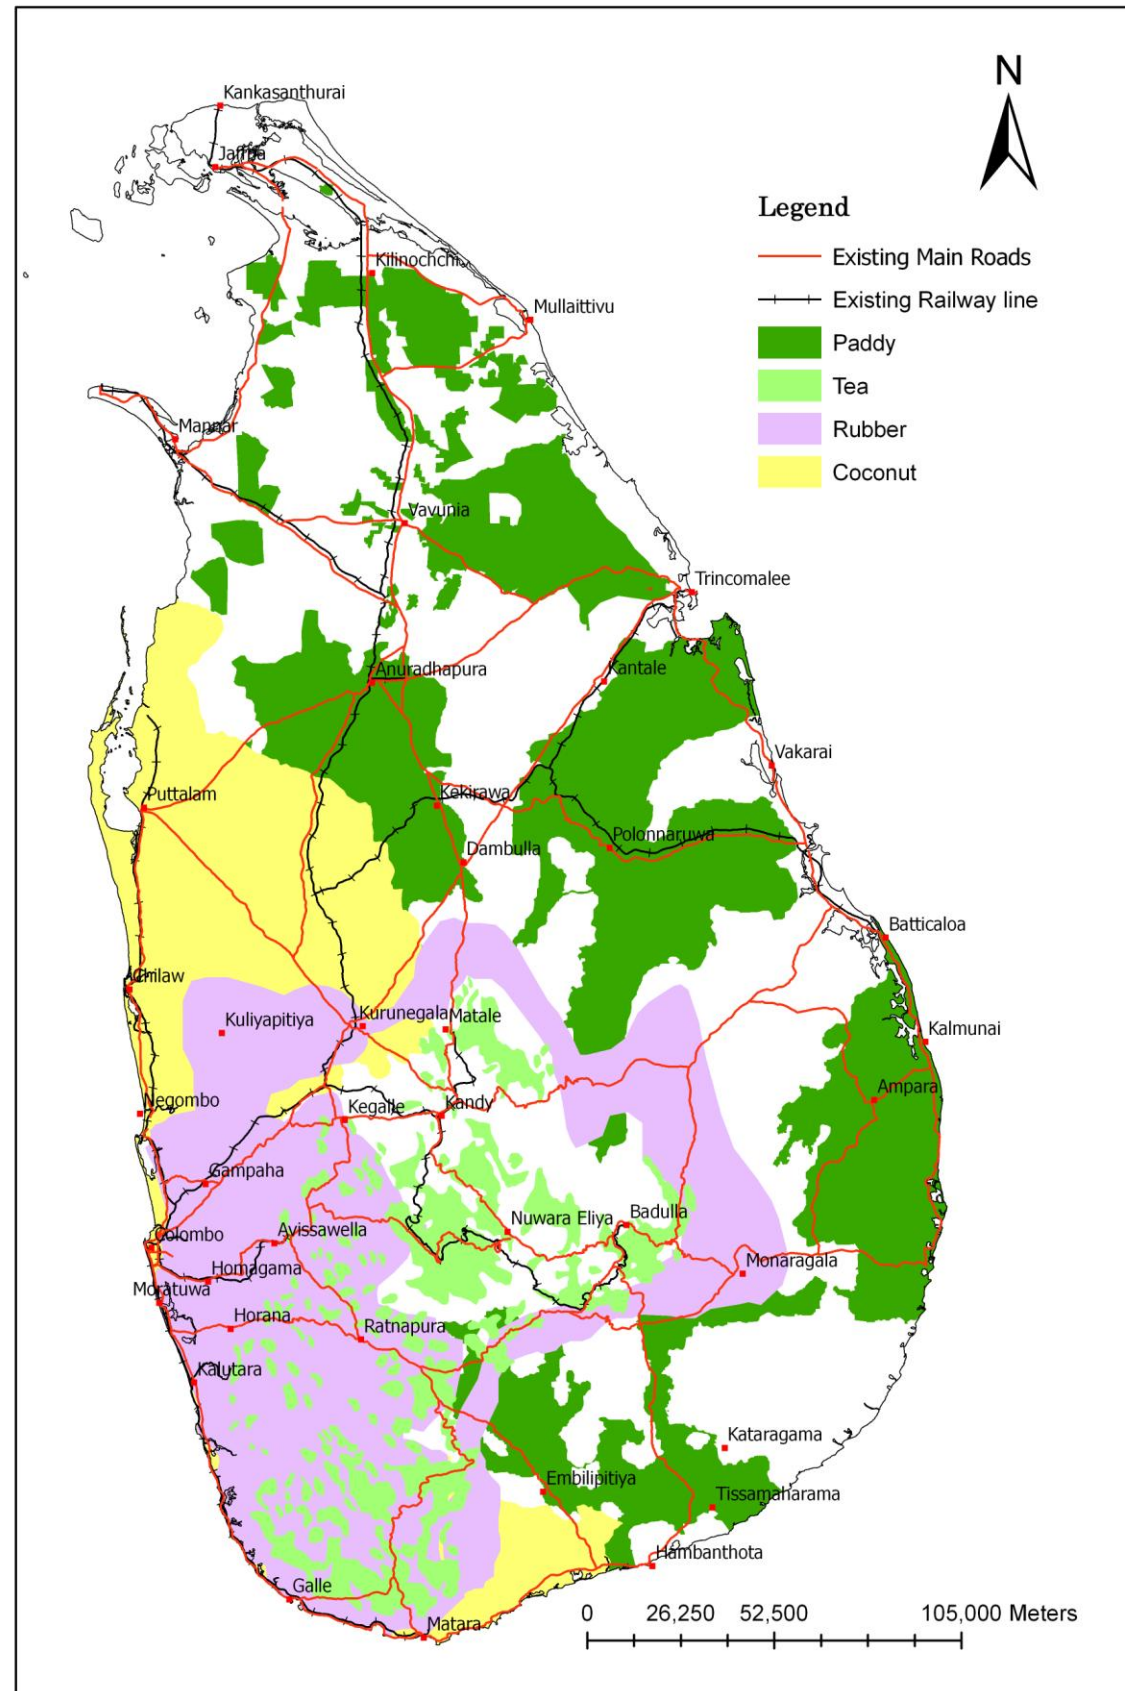 N
Kankasanthurai
Jaffna
Legend
Existing Main Roads
Existing Railway line
Paddy
Tea
Rubber
Coconut
Kilinochchi
Mullaittivu
Mannar
Vavunia
Trincomalee
Anuradhapura
Kantale
Vakarai
Puttalam
Kekirawa
Polonnaruwa
Dambulla
Batticaloa
Chilaw
Kuliyapitiya
Kurunegala
Matale
Kalmunai
Ampara
Negombo
Kegalle
Kandy
Gampaha
Nuwara Eliya
Badulla
Colombo
Avissawella
Homagama
Monaragala
Moratuwa
Horana
Ratnapura
Kalutara
Kataragama
Embilipitiya
Tissamaharama
Hambanthota
Galle
Matara
0 26,250 52,500 105,000 Meters